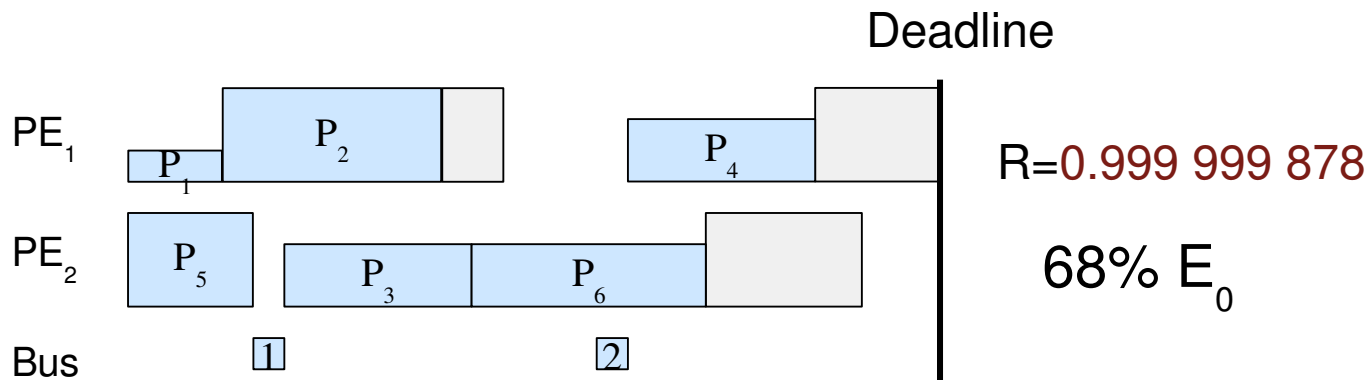 Deadline
PE1
P1
P2
P4
R=0.999 999 878
PE2
P5
P3
P6
68% E0
Bus
1
2